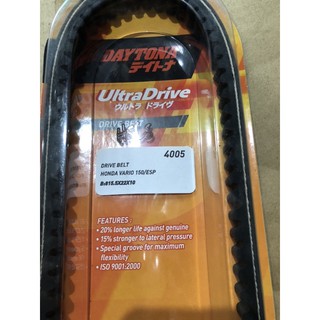 DAYTONA
デイトナ
UltraDrive
ウルトラ ドライヴ
DRIVE BELT
4005
DRIVE BELT
HONDA VARIO 150/ESP
FEATURES
• 20% longer life against genuine
• 15% stronger to lateral pressure
• Special groove for maximum
flexibility
• ISO 9001:2000